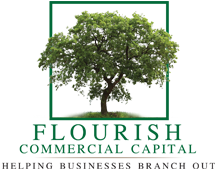 FLOURISH
COMMERCIAL CAPITAL
HELPING BUSINESSES BRANCH OUT